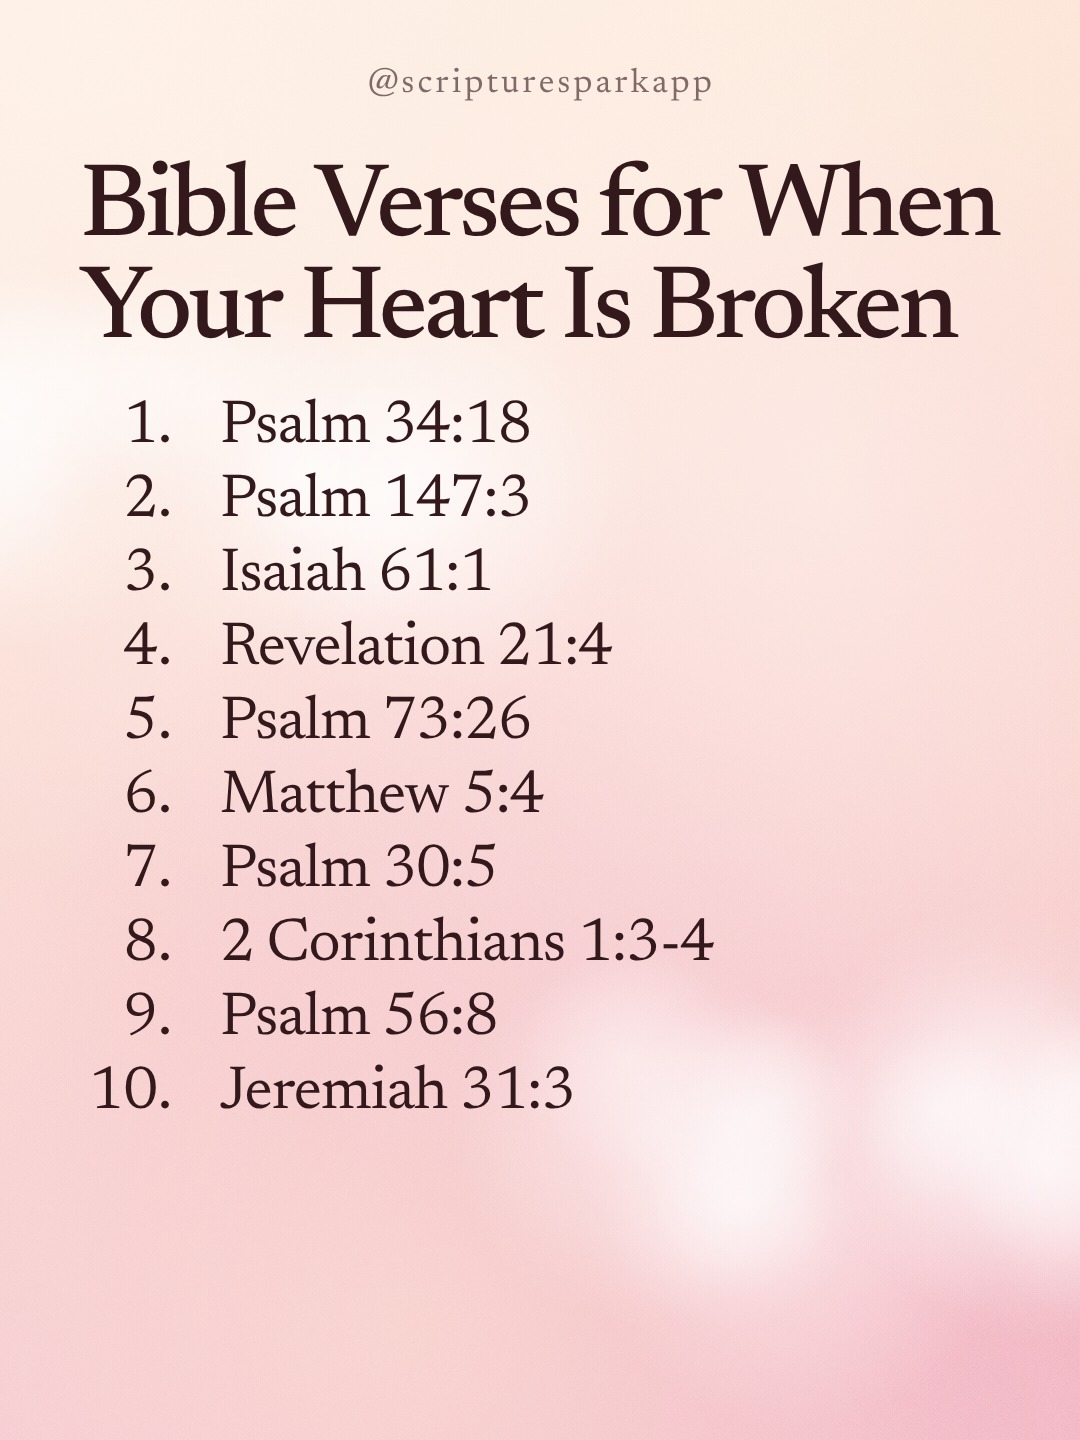 @scripturesparkapp
Bible Verses for When
Your Heart Is Broken
1. Psalm 34:18
2. Psalm 147:3
3. Isaiah 61:1
4. Revelation 21:4
5. Psalm 73:26
6. Matthew 5:4
7. Psalm 30:5
8. 2 Corinthians 1:3-4
9. Psalm 56:8
10. Jeremiah 31:3